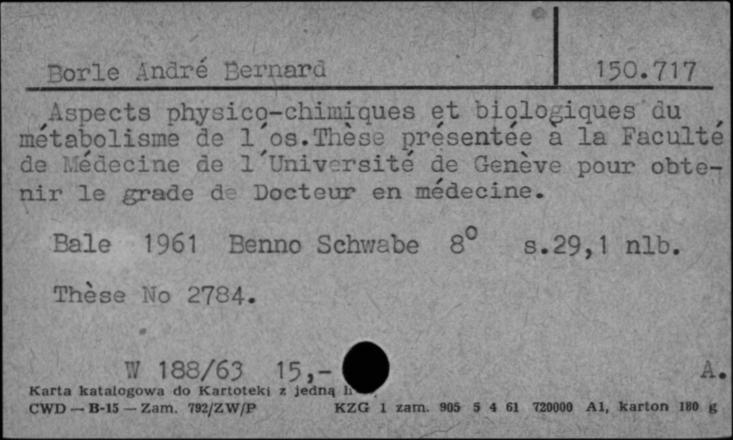 Borle André Bernard 150.717
Aspects physico-chimiques et biologiques du
métabolisme de l'os.Thèse présentée à la Faculté
de Médecine de l'Université de Genève pour obte-
nir le grade de Docteur en médecine.
Bale 1961 Benno Schwabe 8° s.29,1 nlb.
Thèse No 2784.
W 188/63 15,- A.
Karta katalogowa do Kartoteki z jedną
CWD — B-15 — Zam. 792/ZW/P KZG 1 zam. 905 5 4 61 720000 A1, karton 180 g